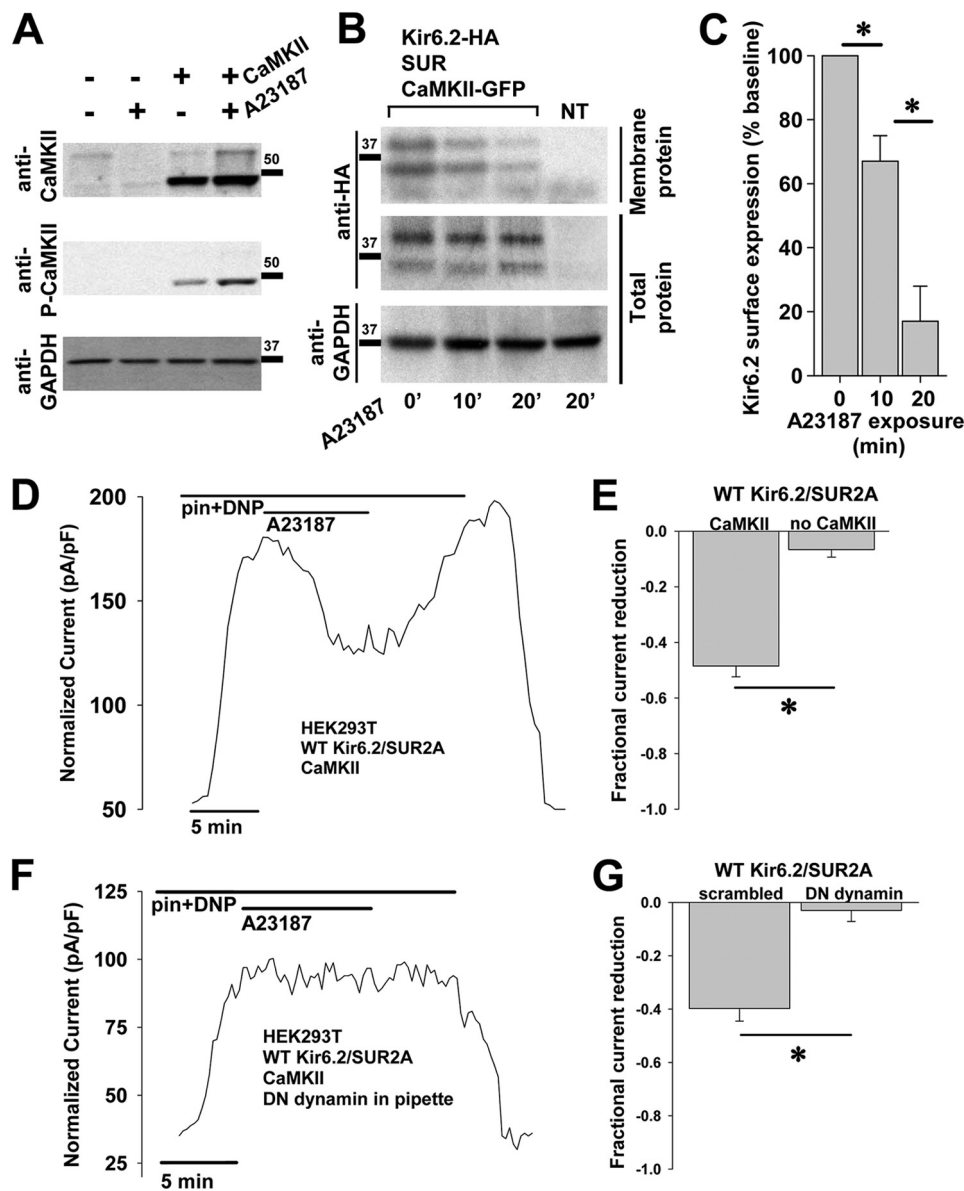 A
- - + + CaMKII
- + - + A23187
anti-
CaMKII
50
anti-
P-CaMKII
50
anti-
GAPDH
37
B
Kir6.2-HA
SUR
CaMKII-GFP
NT
anti-HA
37
37
Membrane
protein
Total
protein
anti-
GAPDH
37
A23187 0' 10' 20' 20'
C
Kir6.2 surface expression (% baseline)
100
80
60
40
20
0
* *
0 10 20
A23187 exposure
(min)
D
Normalized Current (pA/pF)
200
150
100
50
pin+DNP
A23187
HEK293T
WT Kir6.2/SUR2A
CaMKII
5 min
E
WT Kir6.2/SUR2A
CaMKII no CaMKII
Fractional current reduction
0.0
-0.2
-0.4
-0.6
-0.8
-1.0
*
F
Normalized Current (pA/pF)
125
100
75
50
25
pin+DNP
A23187
HEK293T
WT Kir6.2/SUR2A
CaMKII
DN dynamin in pipette
5 min
G
WT Kir6.2/SUR2A
scrambled DN dynamin
Fractional current reduction
0.0
-0.2
-0.4
-0.6
-0.8
-1.0
*